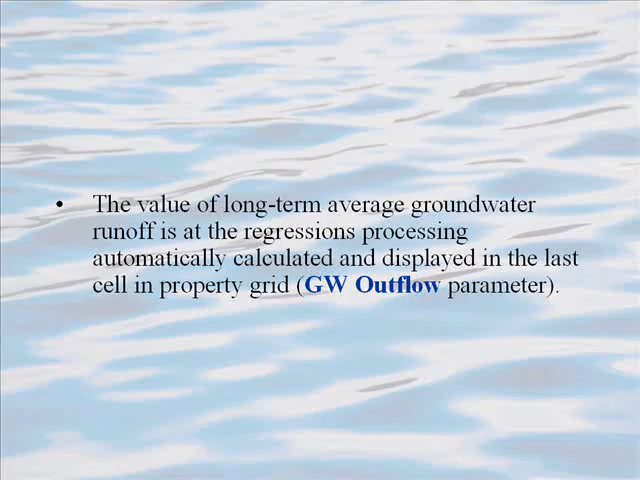 • The value of long-term average groundwater
runoff is at the regressions processing
automatically calculated and displayed in the last
cell in property grid (GW Outflow parameter).